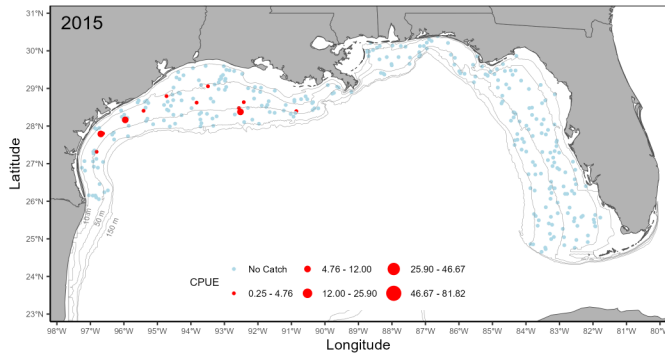 2015
31°N
30°N
29°N
28°N
27°N
26°N
25°N
24°N
23°N
Latitude
10 m
50 m
150 m
CPUE
No Catch
4.76 - 12.00
25.90 - 46.67
0.25 - 4.76
12.00 - 25.90
46.67 - 81.82
98°W 97°W 96°W 95°W 94°W 93°W 92°W 91°W 90°W 89°W 88°W 87°W 86°W 85°W 84°W 83°W 82°W 81°W 80°W
Longitude